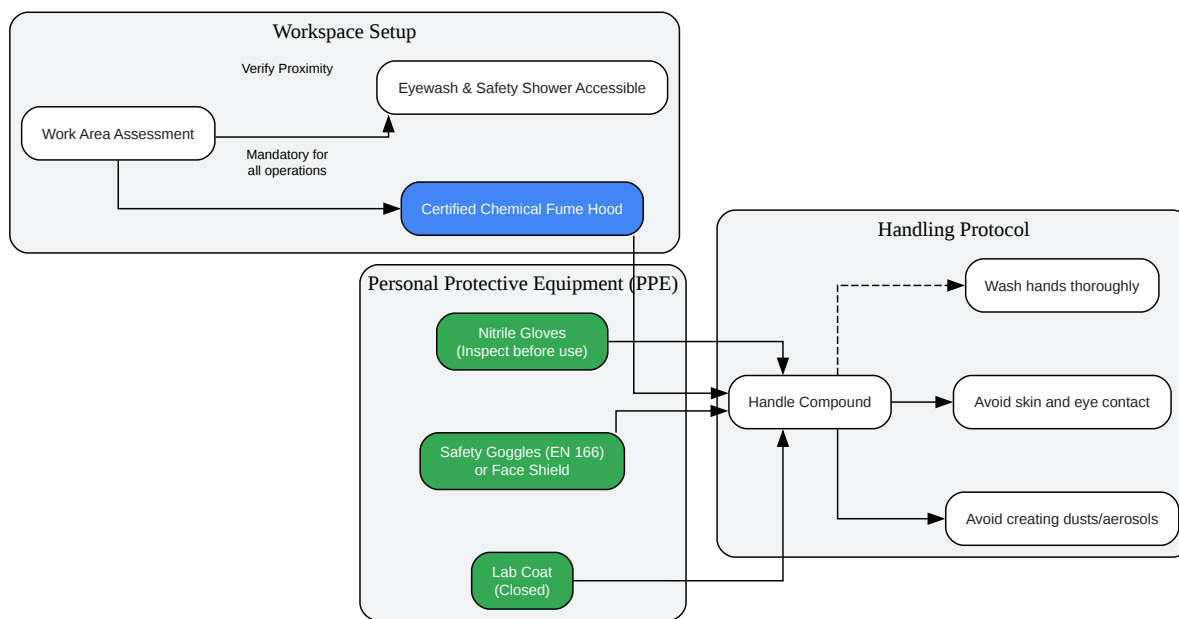 Workspace Setup
Verify Proximity
Eyewash & Safety Shower Accessible
Work Area Assessment
Mandatory for
all operations
Certified Chemical Fume Hood
Personal Protective Equipment (PPE)
Nitrile Gloves
(Inspect before use)
Safety Goggles (EN 166)
or Face Shield
Lab Coat
(Closed)
Handling Protocol
Wash hands thoroughly
Handle Compound
Avoid skin and eye contact
Avoid creating dusts/aerosols